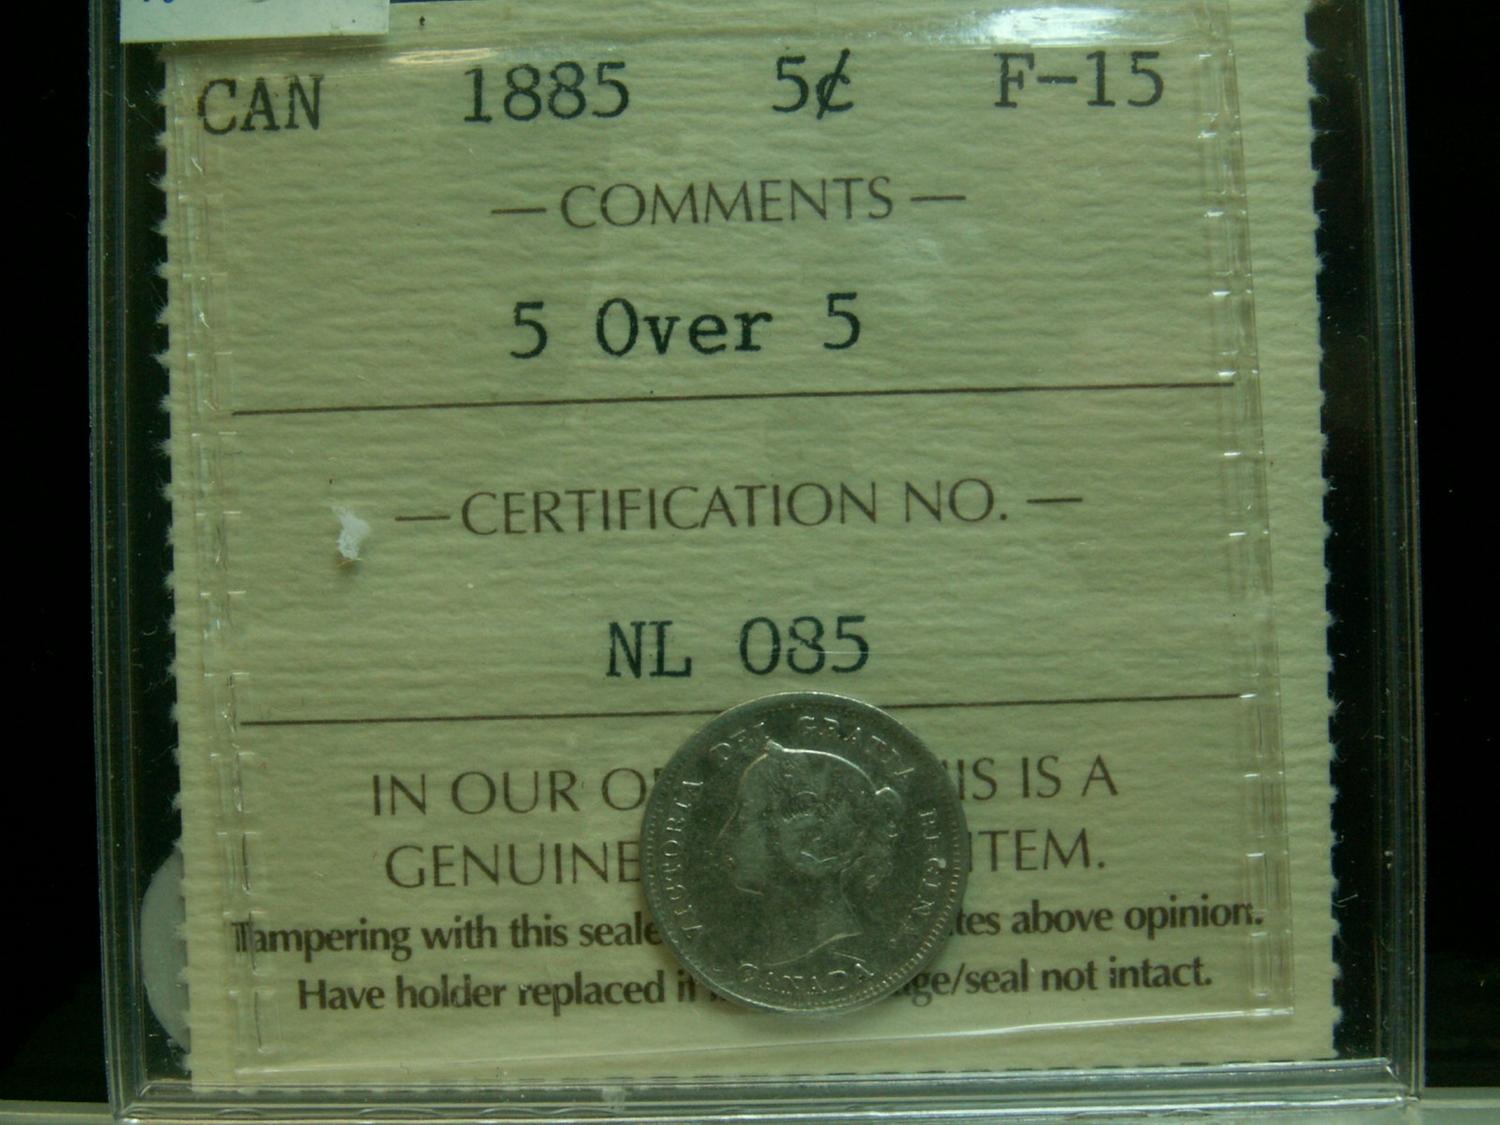 CAN 1885 5¢ F-15
— COMMENTS —
5 Over 5
— CERTIFICATION NO. —
NL 085
IN OUR O IS IS A
GENUINE ITEM.
Tampering with this seale tes above opinion.
Have holder replaced if ge/seal not intact.
VICTORIA DEI GRATIA REGINA
CANADA